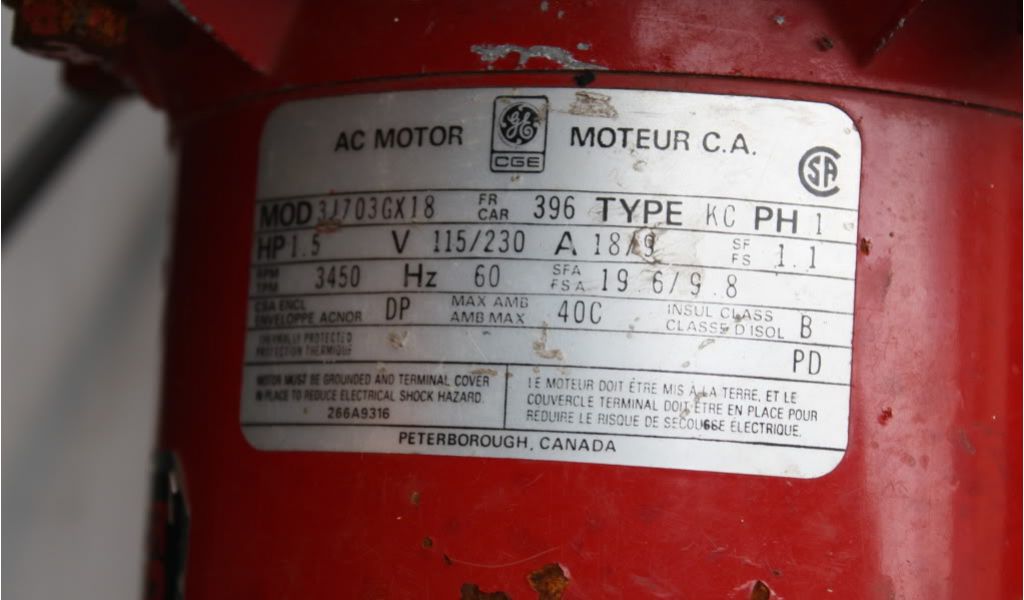 AC MOTOR GE CGE MOTEUR C.A.
SA
MOD 3J703GX18 FR CAR 396 TYPE KC PH 1
HP 1.5 V 115/230 A 18/9 SF FS 1.1
RPM TPM 3450 Hz 60 SFA FSA 19.6/9.8
CSA ENCL ENVELOPPE ACNOR DP MAX AMB AMB MAX 40C INSUL CLASS CLASSE D'ISOL B
THERMALLY PROTECTED
PROTECTION THERMIQUE PD
MOTOR MUST BE GROUNDED AND TERMINAL COVER
IN PLACE TO REDUCE ELECTRICAL SHOCK HAZARD.
266A9316
LE MOTEUR DOIT ÊTRE MIS À LA TERRE, ET LE
COUVERCLE TERMINAL DOIT ÊTRE EN PLACE POUR
RÉDUIRE LE RISQUE DE SECOUSSE ÉLECTRIQUE.
PETERBOROUGH, CANADA